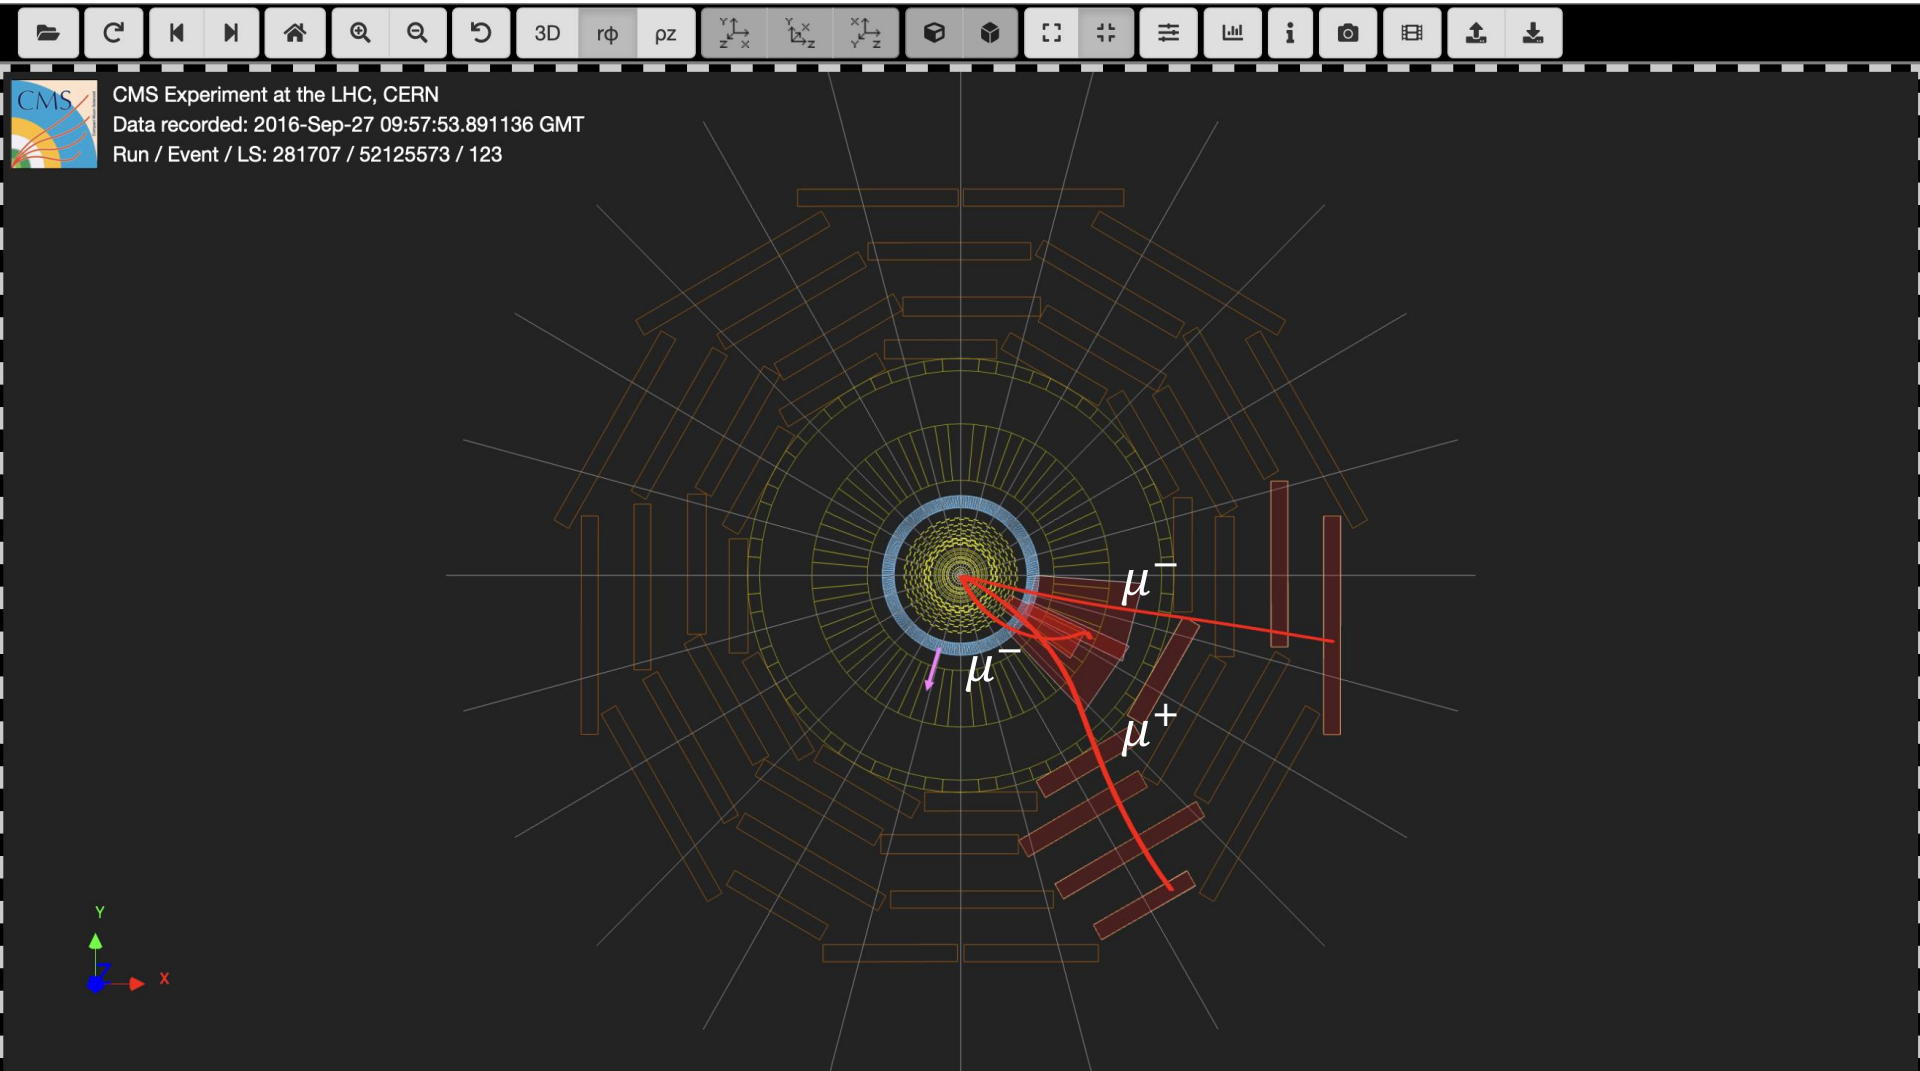 3D rϕ ρz
CMS
CMS Experiment at the LHC, CERN
Data recorded: 2016-Sep-27 09:57:53.891136 GMT
Run / Event / LS: 281707 / 52125573 / 123
μ−
μ−
μ+
Y
Z
X